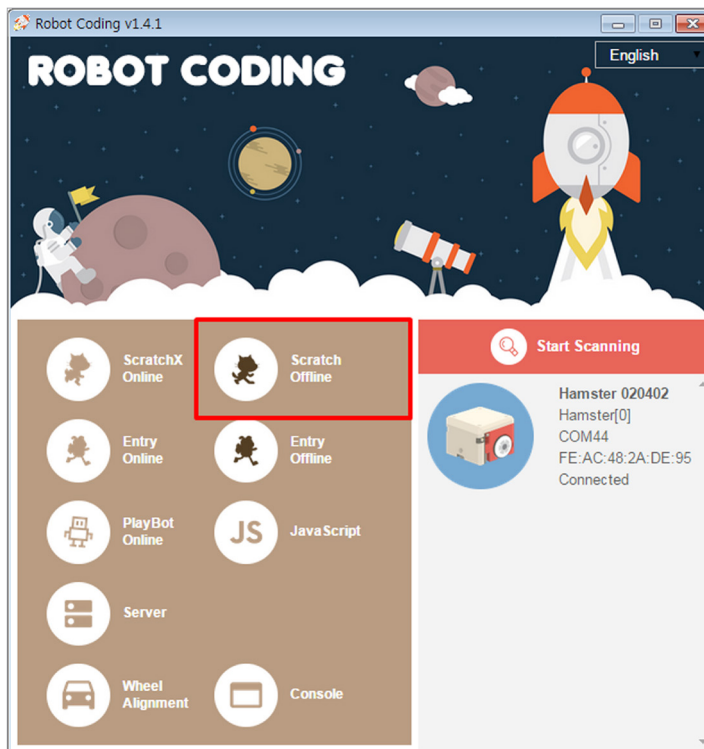 Robot Coding v1.4.1
English
ROBOT CODING
ScratchX
Online
Scratch
Offline
Entry
Online
Entry
Offline
PlayBot
Online
JS
JavaScript
Server
Wheel
Alignment
Console
Start Scanning
Hamster 020402
Hamster[0]
COM44
FE:AC:48:2A:DE:95
Connected